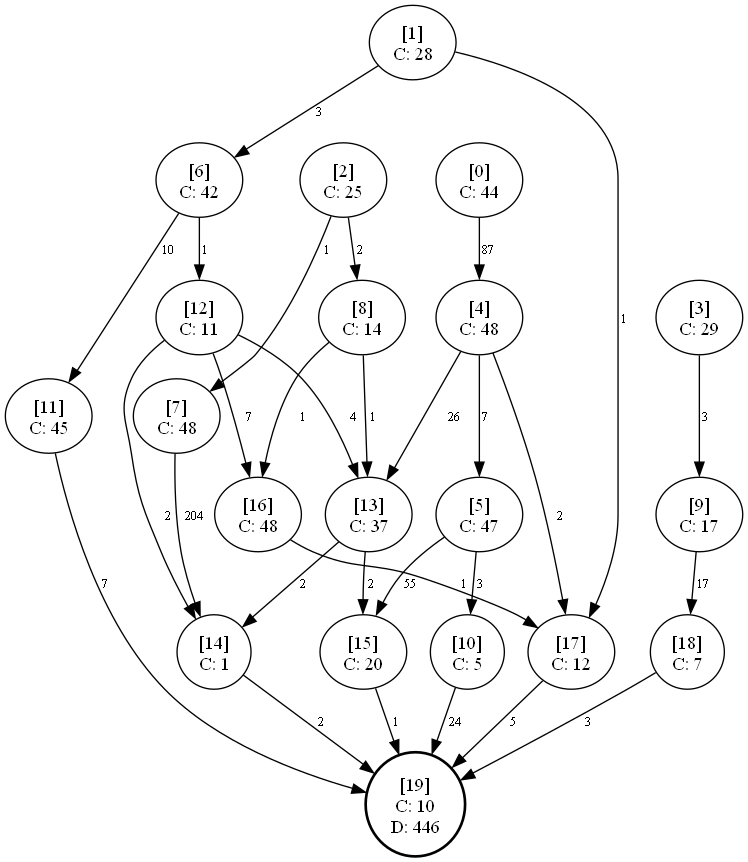 [1]
C: 28
3
[6]
C: 42
[2]
C: 25
[0]
C: 44
10
1
1
2
87
[12]
C: 11
[8]
C: 14
[4]
C: 48
[3]
C: 29
1
[11]
C: 45
[7]
C: 48
7
1
4
1
26
7
3
[16]
C: 48
[13]
C: 37
[5]
C: 47
[9]
C: 17
2
204
2
7
2
2
55
1
3
17
[14]
C: 1
[15]
C: 20
[10]
C: 5
[17]
C: 12
[18]
C: 7
2
1
24
5
3
[19]
C: 10
D: 446